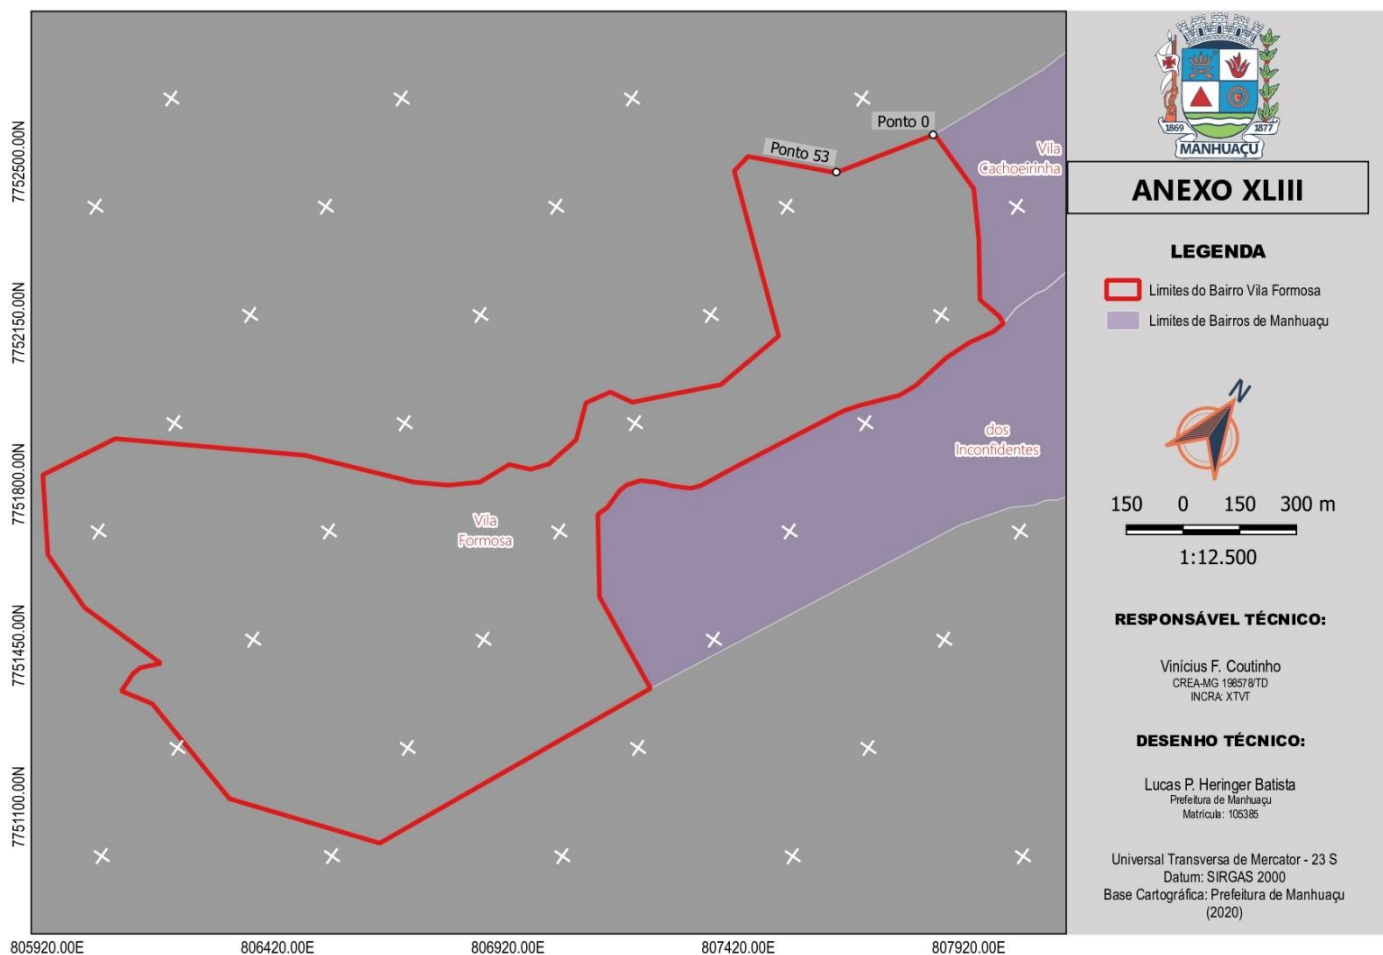 Ponto 0
Ponto 53
Vila
Cachoeirinha
dos
Inconfidentes
Vila
Formosa
7752500.00N
7752150.00N
7751800.00N
7751450.00N
7751100.00N
805920.00E
806420.00E
806920.00E
807420.00E
807920.00E
1869
1877
MANHUAÇU
ANEXO XLIII
LEGENDA
Limites do Bairro Vila Formosa
Limites de Bairros de Manhuaçu
N
150 0 150 300 m
1:12.500
RESPONSÁVEL TÉCNICO:
Vinícius F. Coutinho
CREA-MG 198578/TD
INCRA: XTVT
DESENHO TÉCNICO:
Lucas P. Heringer Batista
Prefeitura de Manhuaçu
Matrícula: 105385
Universal Transversa de Mercator - 23 S
Datum: SIRGAS 2000
Base Cartográfica: Prefeitura de Manhuaçu
(2020)